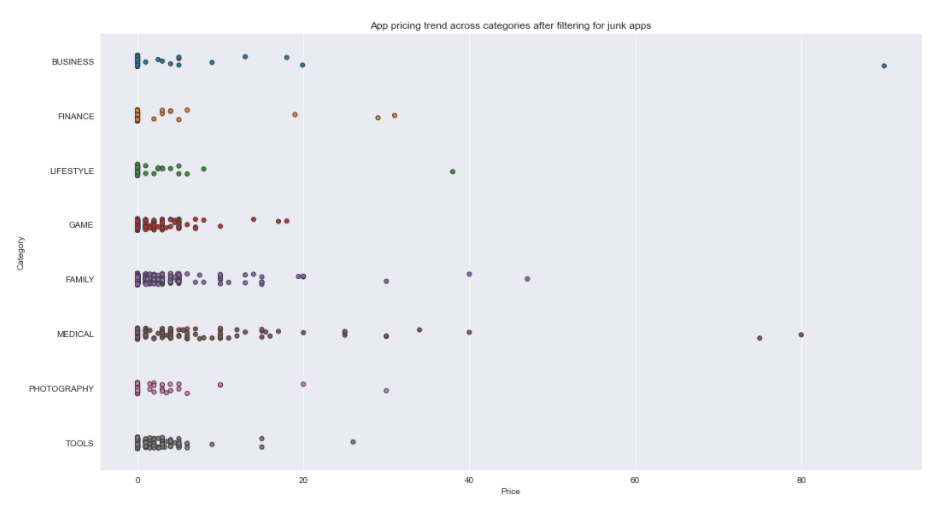 App pricing trend across categories after filtering for junk apps
BUSINESS
FINANCE
LIFESTYLE
GAME
Category
FAMILY
MEDICAL
PHOTOGRAPHY
TOOLS
0 20 40 60 80
Price